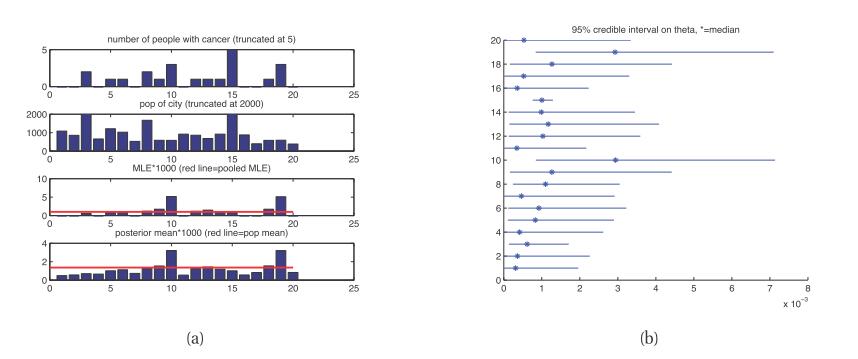 number of people with cancer (truncated at 5)
5
0
0 5 10 15 20 25
pop of city (truncated at 2000)
2000
1000
0
0 5 10 15 20 25
MLE*1000 (red line=pooled MLE)
10
5
0
0 5 10 15 20 25
posterior mean*1000 (red line=pop mean)
4
2
0
0 5 10 15 20 25
(a)
95% credible interval on theta, *=median
20
18
16
14
12
10
8
6
4
2
0
0 1 2 3 4 5 6 7 8
x 10⁻³
(b)